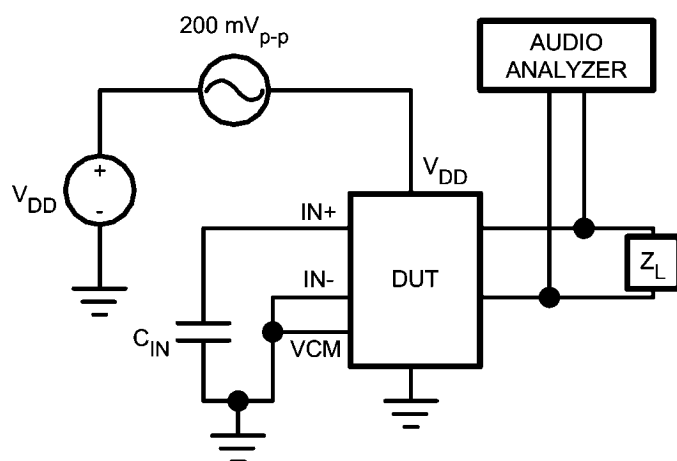 200 mVp-p
AUDIO
ANALYZER
VDD
+
-
VDD
IN+
IN-
DUT
ZL
CIN
VCM